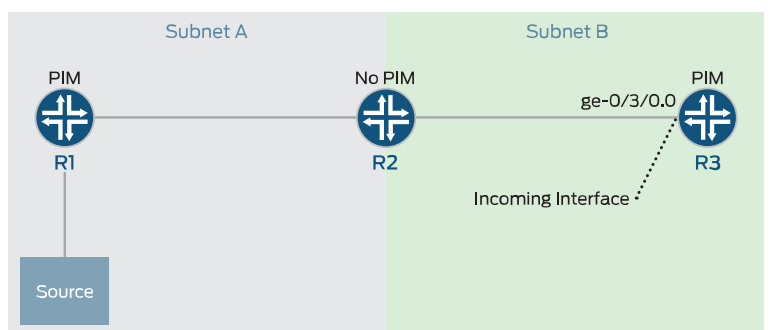 Subnet A
Subnet B
PIM
No PIM
PIM
ge-0/3/0.0
R1
R2
R3
Incoming Interface
Source